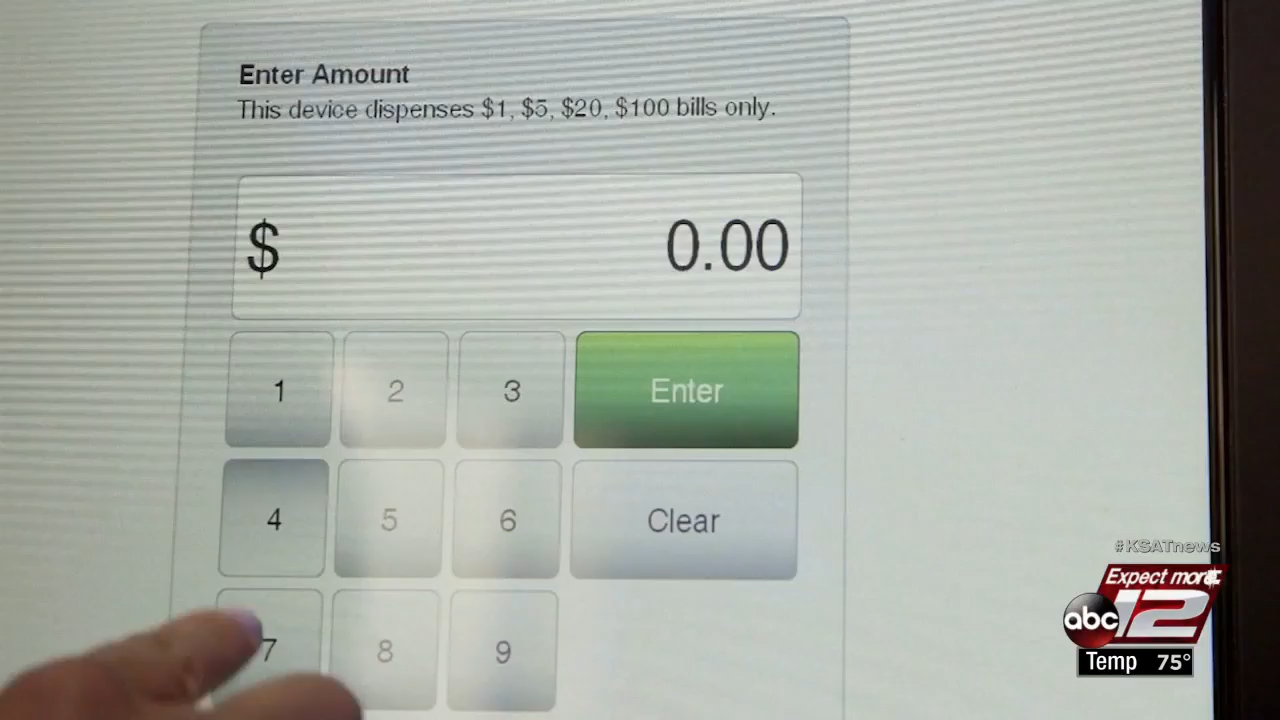 Enter Amount
This device dispenses $1, $5, $20, $100 bills only.
$ 0.00
1 2 3 Enter
4 5 6 Clear
7 8 9
#KSATnews
Expect more
abc 12
Temp 75°